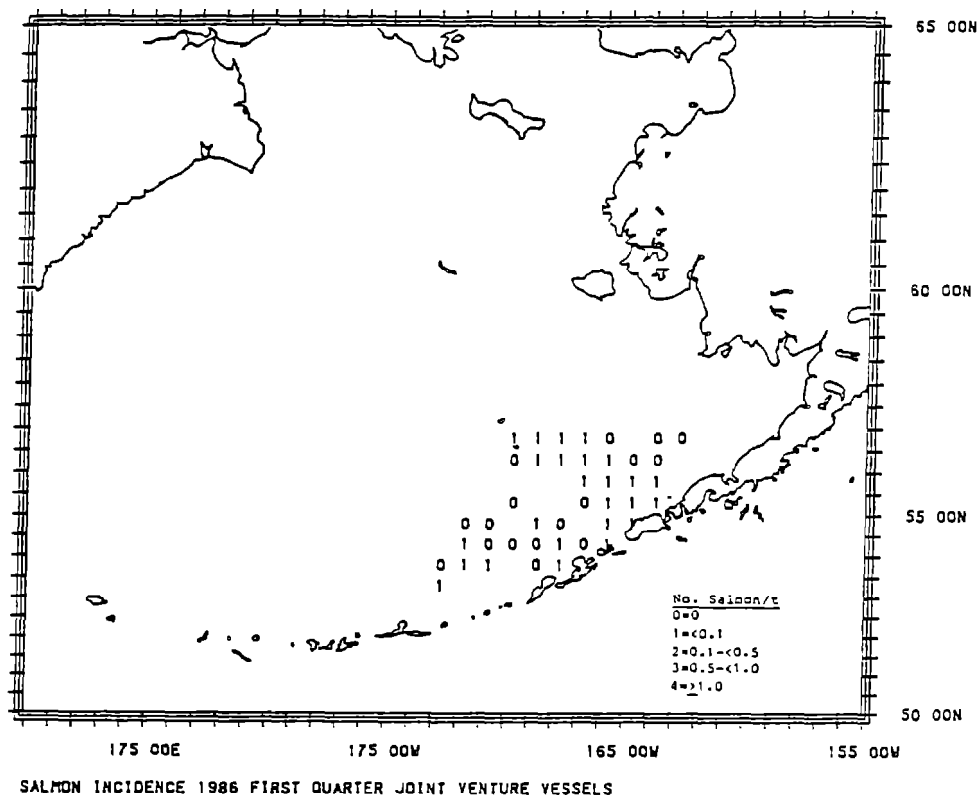 65 00N
60 00N
1 1 1 1 0 0 0
0 1 1 1 1 0 0
1 1 1 1
0 0 1 1 1
0 0 1 0 1 1
1 0 0 0 1 0 1
55 00N
0 1 1 0 1
1
No. Salmon/t
0=0
1=<0.1
2=0.1-<0.5
3=0.5-<1.0
4=>1.0
50 00N
175 00E 175 00W 165 00W 155 00W
SALMON INCIDENCE 1986 FIRST QUARTER JOINT VENTURE VESSELS